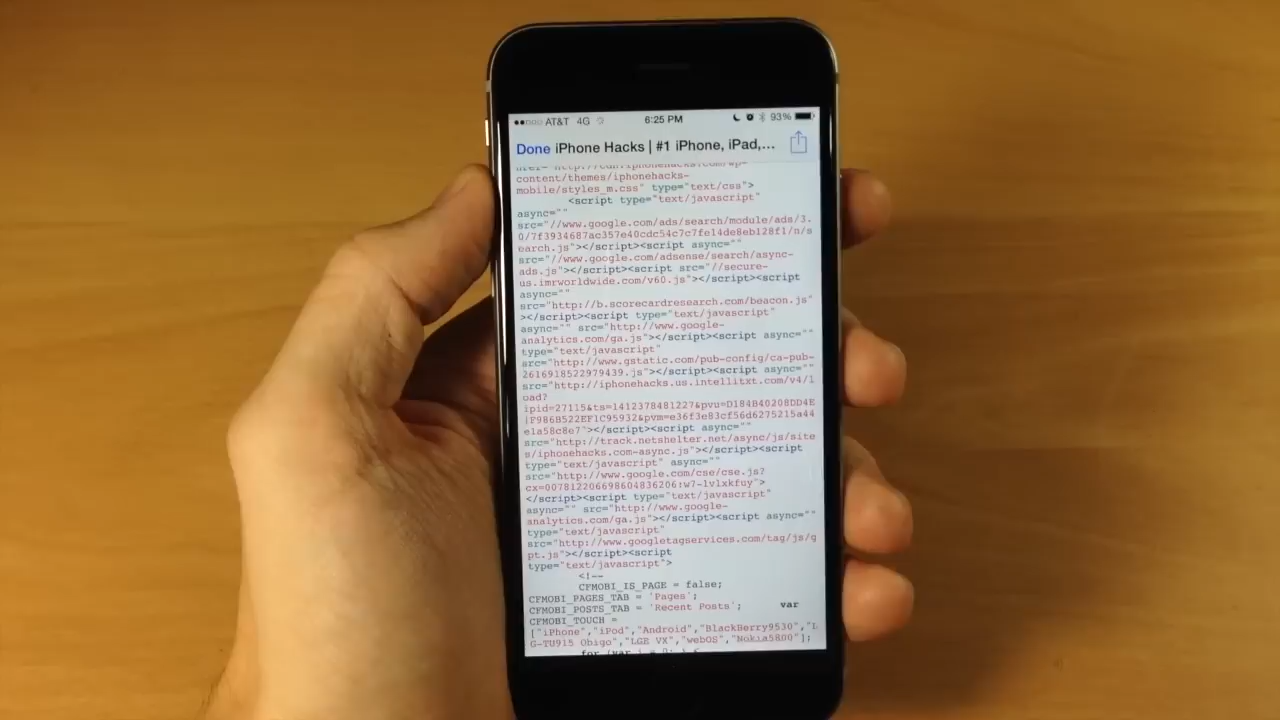 AT&T 4G 6:25 PM 93%
Done iPhone Hacks | #1 iPhone, iPad,...
content/themes/iphonehacks-
mobile/styles_m.css" type="text/css">
<script type="text/javascript"
async=""
src="//www.google.com/ads/search/module/ads/3.
0/7f3934687ac357e40cdc54c7c7fe14de8eb128f1/n/s
earch.js"></script><script async=""
src="//www.google.com/adsense/search/async-
ads.js"></script><script src="//secure-
us.imrworldwide.com/v60.js"></script><script
async=""
src="http://b.scorecardresearch.com/beacon.js"
></script><script type="text/javascript"
async="" src="http://www.google-
analytics.com/ga.js"></script><script async=""
type="text/javascript"
src="http://www.gstatic.com/pub-config/ca-pub-
2616918522979439.js"></script><script async=""
src="http://iphonehacks.us.intellitxt.com/v4/l
oad?
ipid=27115&ts=1412378481227&pvu=D184B40208DD4E
|F986B522EF1C95932&pvm=e36f3e83cf56d6275215a44
e1a58c8e7"></script><script async=""
src="http://track.netshelter.net/async/js/site
s/iphonehacks.com-async.js"></script><script
type="text/javascript" async=""
src="http://www.google.com/cse/cse.js?
cx=007812206698604836206:w7-lvlxkfuy">
</script><script type="text/javascript"
async="" src="http://www.google-
analytics.com/ga.js"></script><script async=""
type="text/javascript"
src="http://www.googletagservices.com/tag/js/g
pt.js"></script><script
type="text/javascript">
<!--
CFMOBI_IS_PAGE = false;
CFMOBI_PAGES_TAB = 'Pages';
CFMOBI_POSTS_TAB = 'Recent Posts'; var
CFMOBI_TOUCH =
["iPhone","iPod","Android","BlackBerry9530","L
G-TU915 Obigo","LGE VX","webOS","Nokia5800"];
for (var i = 0;